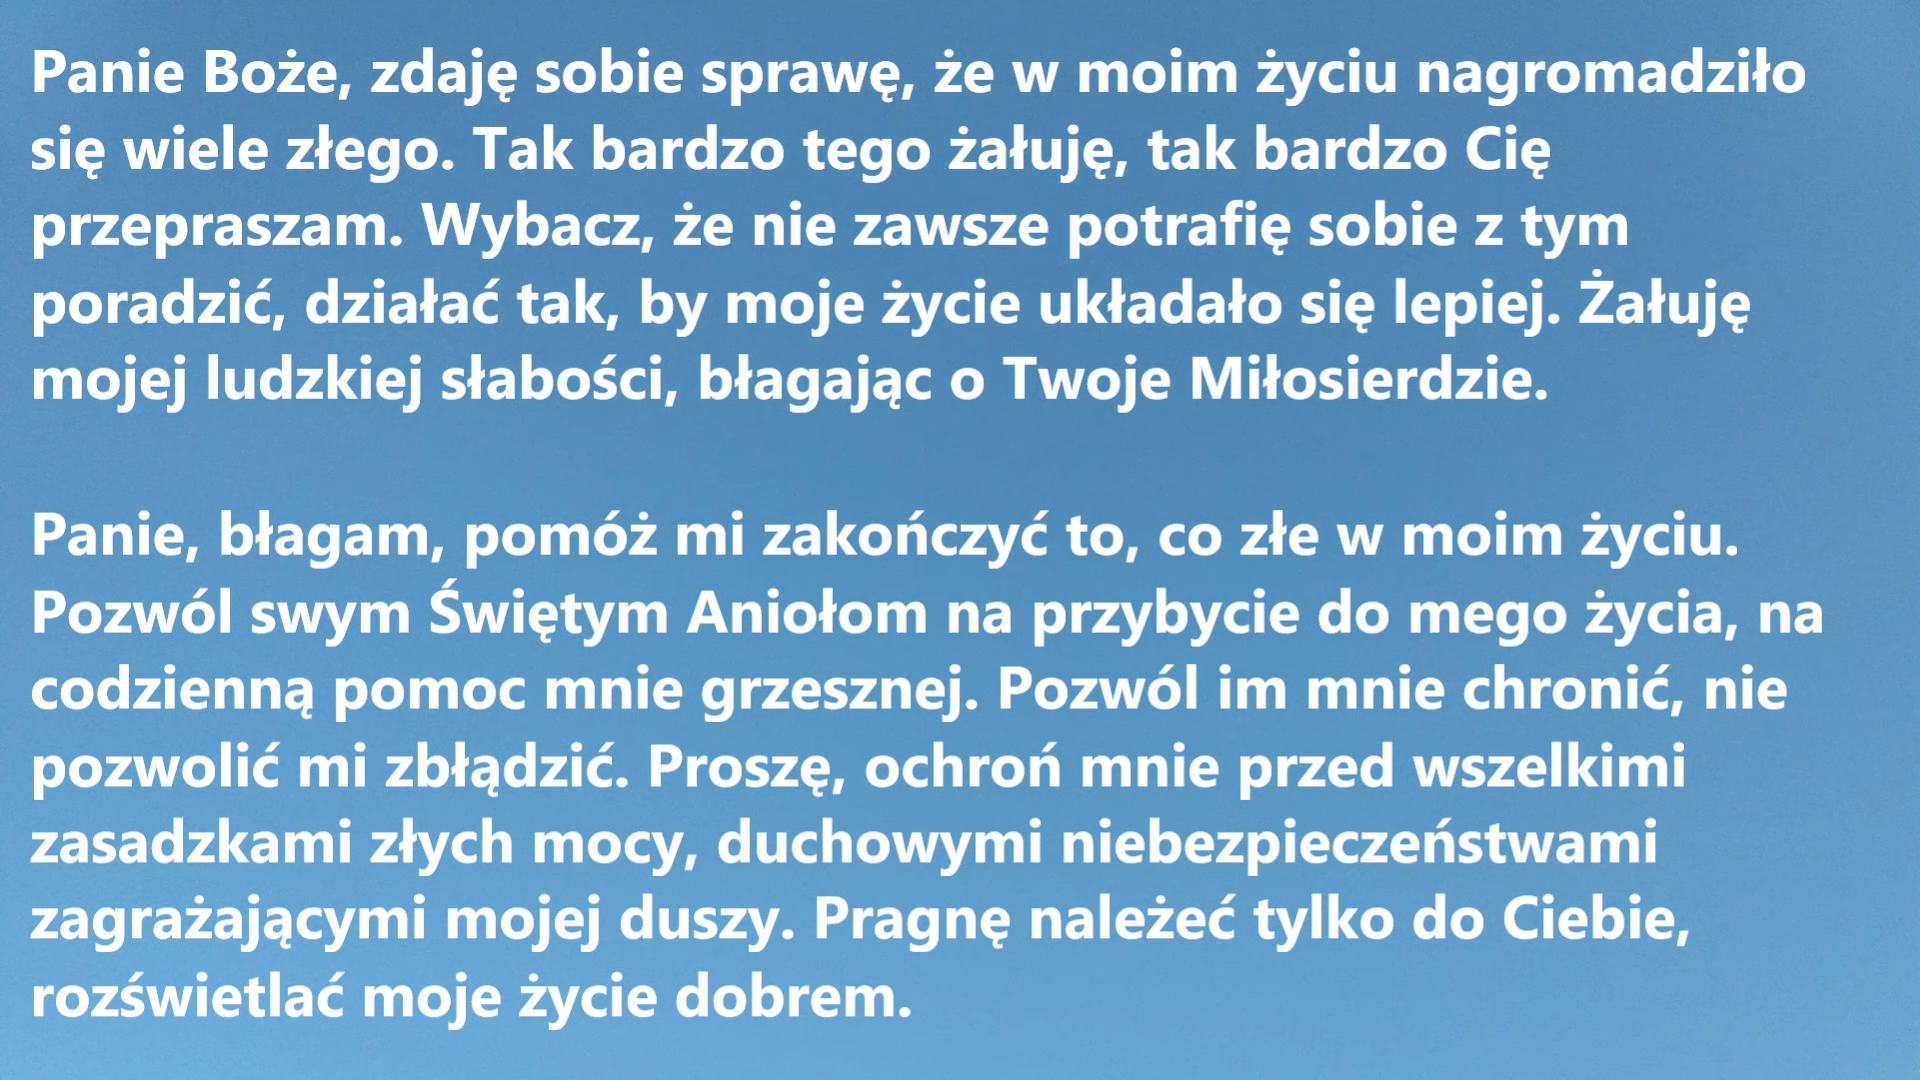 Panie Boże, zdaję sobie sprawę, że w moim życiu nagromadziło
się wiele złego. Tak bardzo tego żałuję, tak bardzo Cię
przepraszam. Wybacz, że nie zawsze potrafię sobie z tym
poradzić, działać tak, by moje życie układało się lepiej. Żałuję
mojej ludzkiej słabości, błagając o Twoje Miłosierdzie.
Panie, błagam, pomóż mi zakończyć to, co złe w moim życiu.
Pozwól swym Świętym Aniołom na przybycie do mego życia, na
codzienną pomoc mnie grzesznej. Pozwól im mnie chronić, nie
pozwolić mi zbłądzić. Proszę, ochroń mnie przed wszelkimi
zasadzkami złych mocy, duchowymi niebezpieczeństwami
zagrażającymi mojej duszy. Pragnę należeć tylko do Ciebie,
rozświetlać moje życie dobrem.